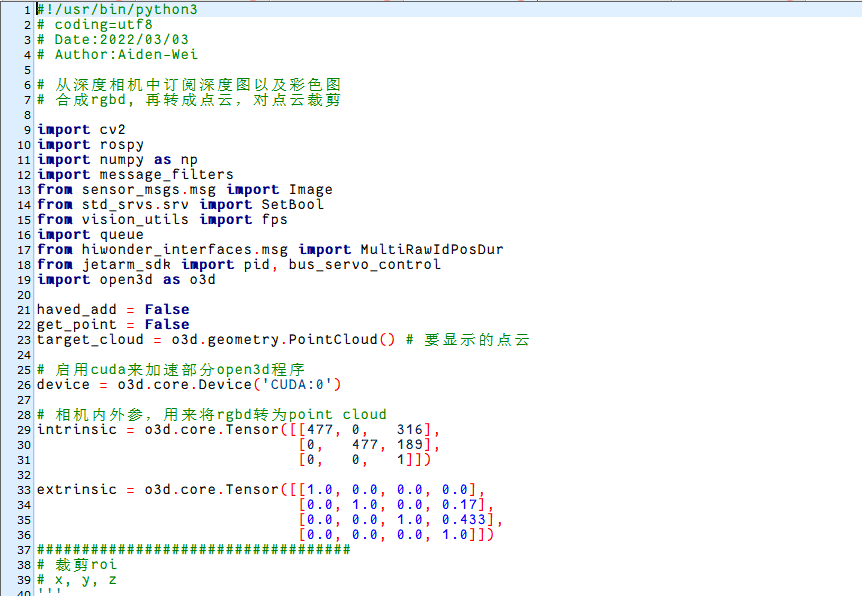 1 #!/usr/bin/python3
2 # coding=utf8
3 # Date:2022/03/03
4 # Author:Aiden-Wei
5
6 # 从深度相机中订阅深度图以及彩色图
7 # 合成rgbd, 再转成点云, 对点云裁剪
8
9 import cv2
10 import rospy
11 import numpy as np
12 import message_filters
13 from sensor_msgs.msg import Image
14 from std_srvs.srv import SetBool
15 from vision_utils import fps
16 import queue
17 from hiwonder_interfaces.msg import MultiRawIdPosDur
18 from jetarm_sdk import pid, bus_servo_control
19 import open3d as o3d
20
21 haved_add = False
22 get_point = False
23 target_cloud = o3d.geometry.PointCloud() # 要显示的点云
24
25 # 启用cuda来加速部分open3d程序
26 device = o3d.core.Device('CUDA:0')
27
28 # 相机内外参, 用来将rgbd转为point cloud
29 intrinsic = o3d.core.Tensor([[477, 0,   316],
30                              [0,   477, 189],
31                              [0,   0,   1]])
32
33 extrinsic = o3d.core.Tensor([[1.0, 0.0, 0.0, 0.0],
34                              [0.0, 1.0, 0.0, 0.17],
35                              [0.0, 0.0, 1.0, 0.433],
36                              [0.0, 0.0, 0.0, 1.0]])
37 ###################################
38 # 裁剪roi
39 # x, y, z
40 '''